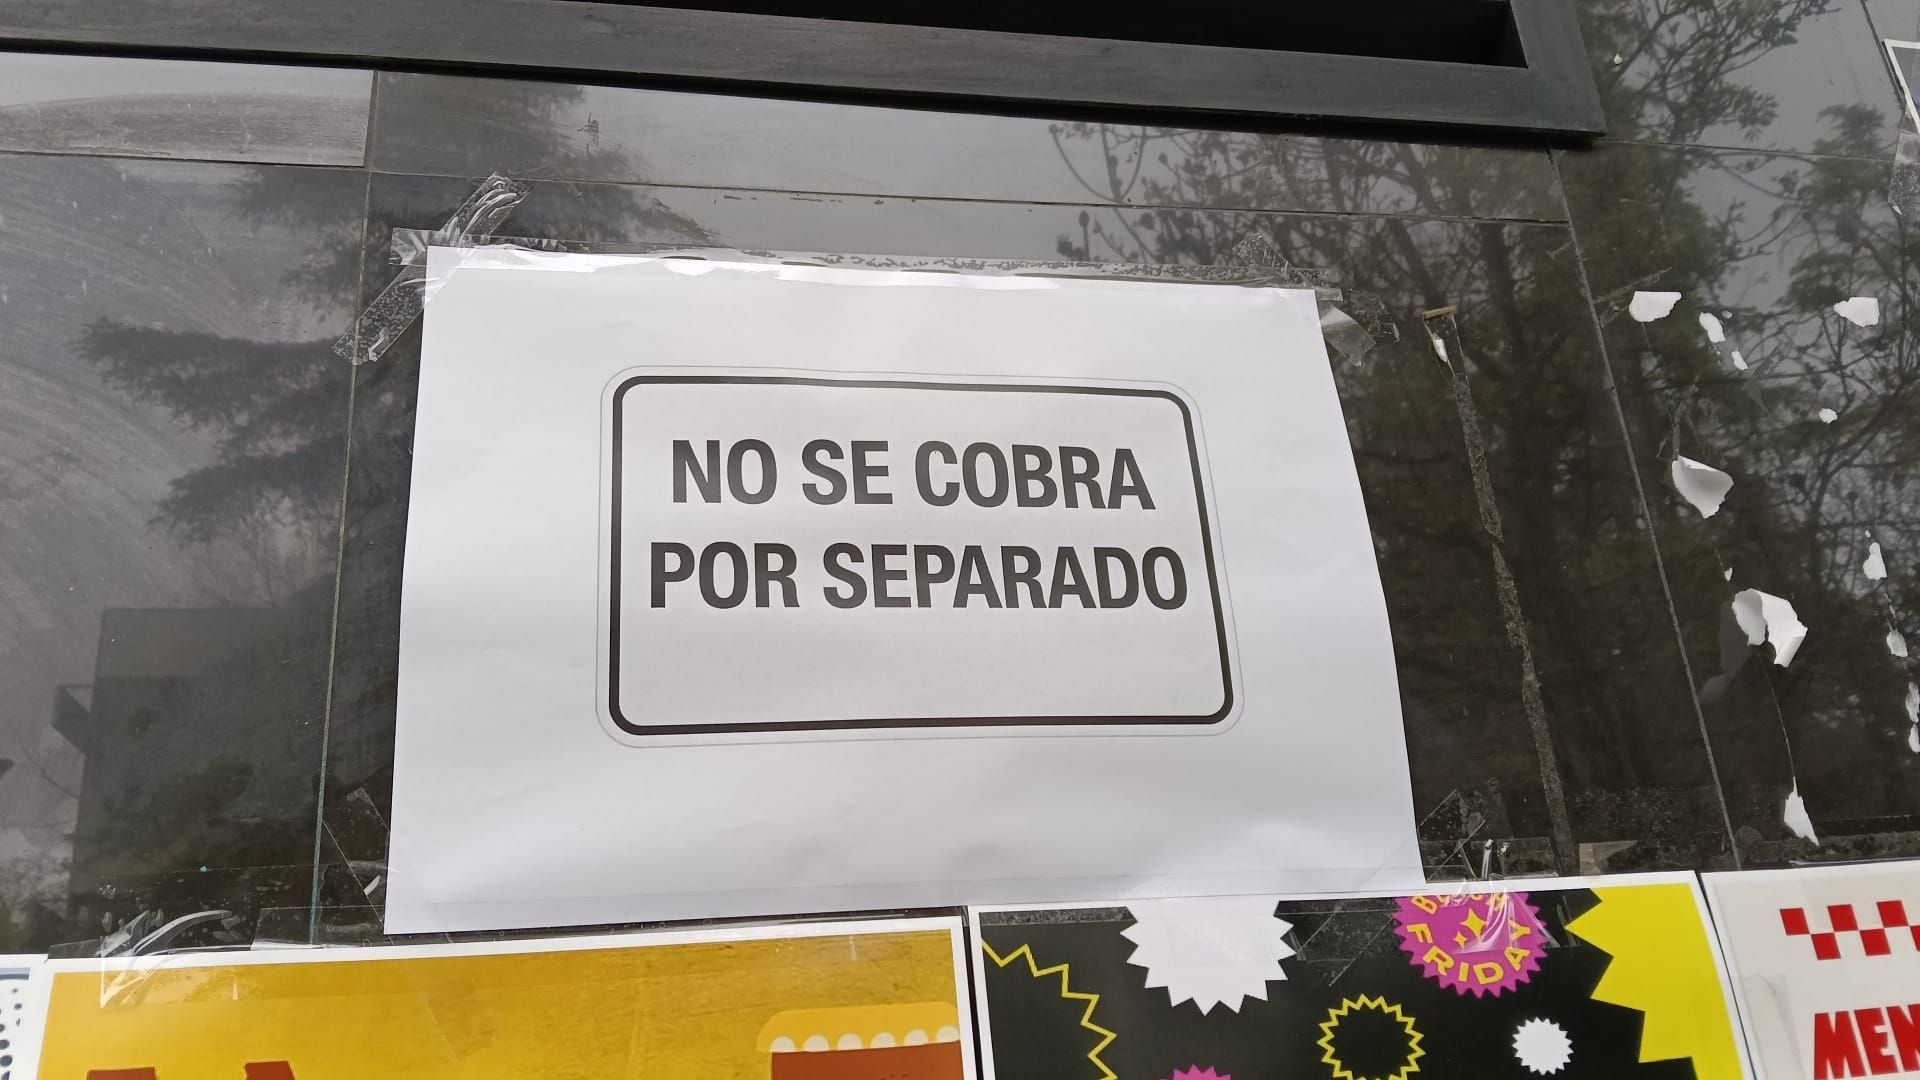 NO SE COBRA
POR SEPARADO
FRIDAY